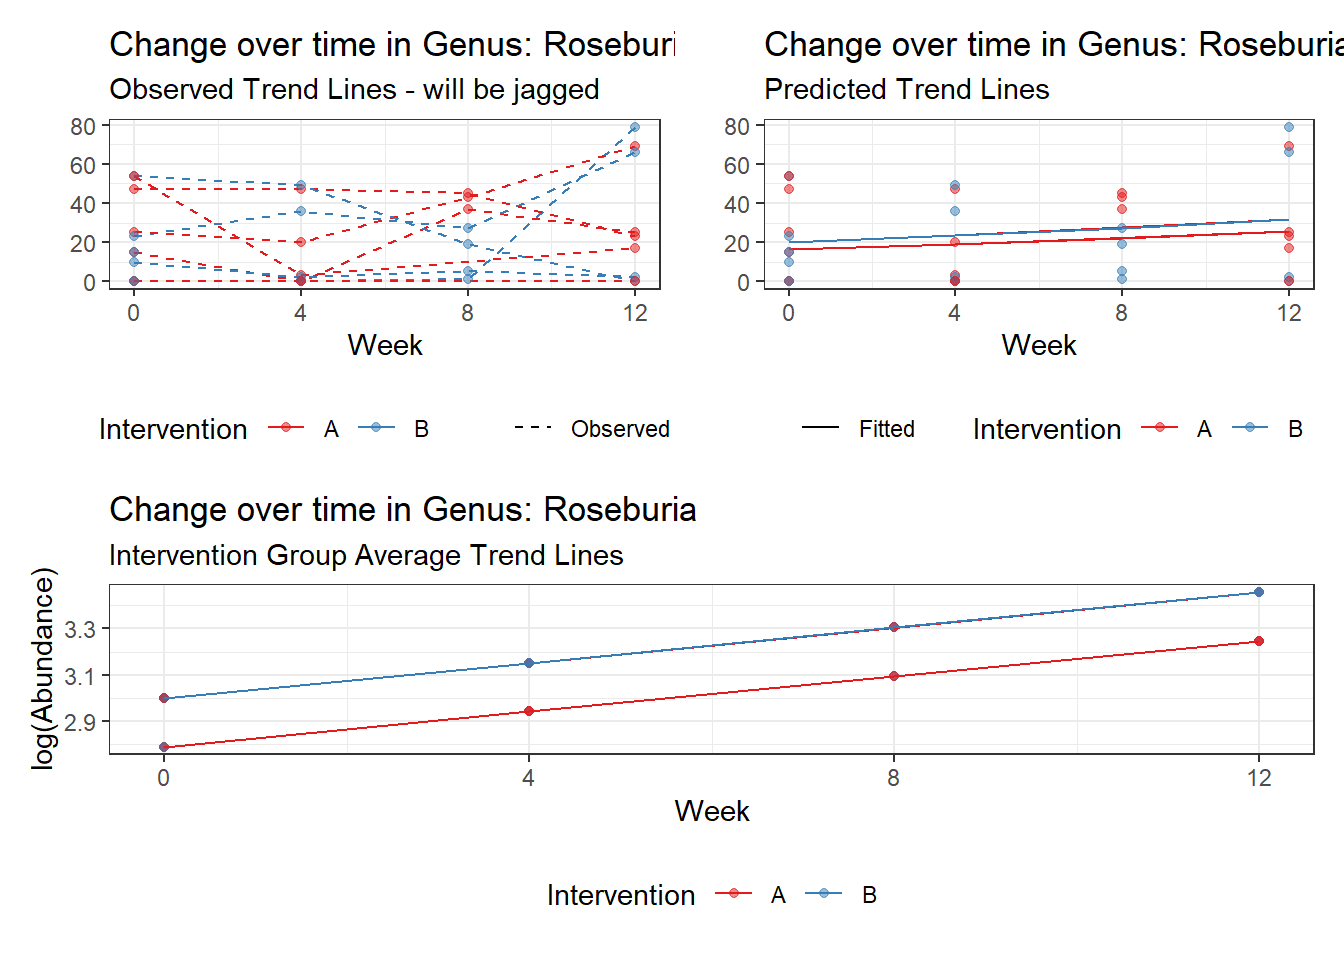 Change over time in Genus: Roseburi
Observed Trend Lines - will be jagged
80
60
40
20
0
0 4 8 12
Week
Intervention A B Observed
Change over time in Genus: Roseburia
Predicted Trend Lines
80
60
40
20
0
0 4 8 12
Week
Fitted Intervention A B
Change over time in Genus: Roseburia
Intervention Group Average Trend Lines
log(Abundance)
3.3
3.1
2.9
0 4 8 12
Week
Intervention A B